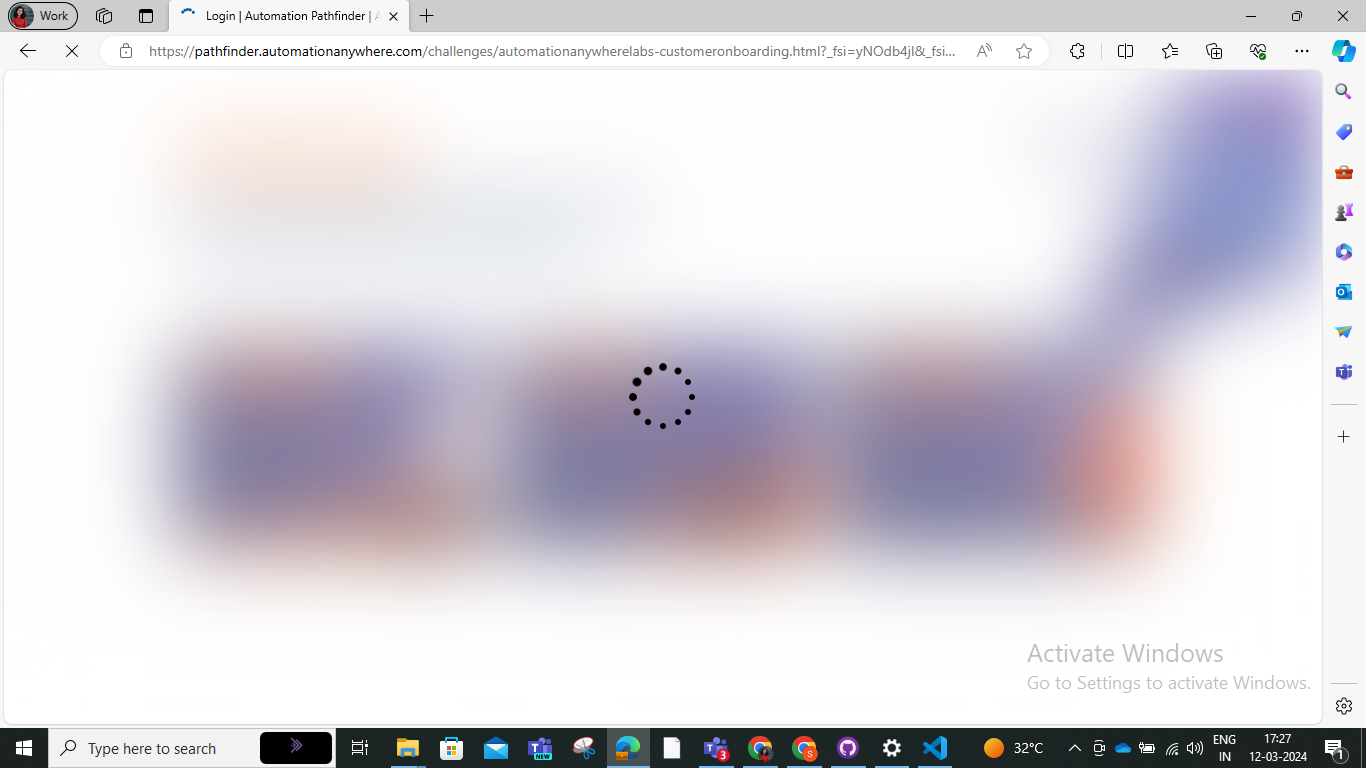 Work
Login | Automation Pathfinder | A
https://pathfinder.automationanywhere.com/challenges/automationanywherelabs-customeronboarding.html?_fsi=yNOdb4jI&_fsi...
Activate Windows
Go to Settings to activate Windows.
Type here to search
NEW
3
S
32°C
ENG
IN
17:27
12-03-2024
1